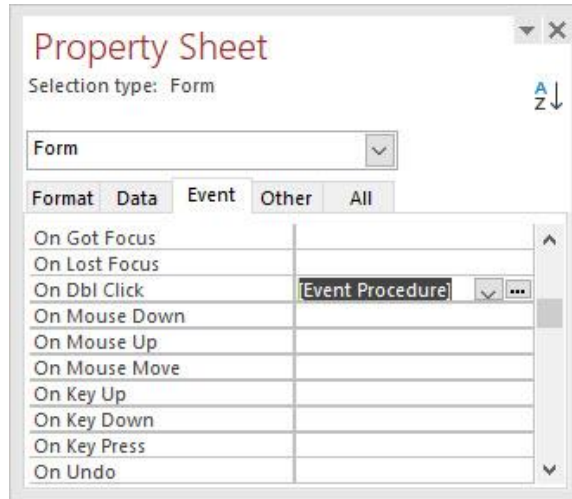 Property Sheet
Selection type: Form
A
Z
Form
Format Data Event Other All
On Got Focus
On Lost Focus
On Dbl Click [Event Procedure] ...
On Mouse Down
On Mouse Up
On Mouse Move
On Key Up
On Key Down
On Key Press
On Undo